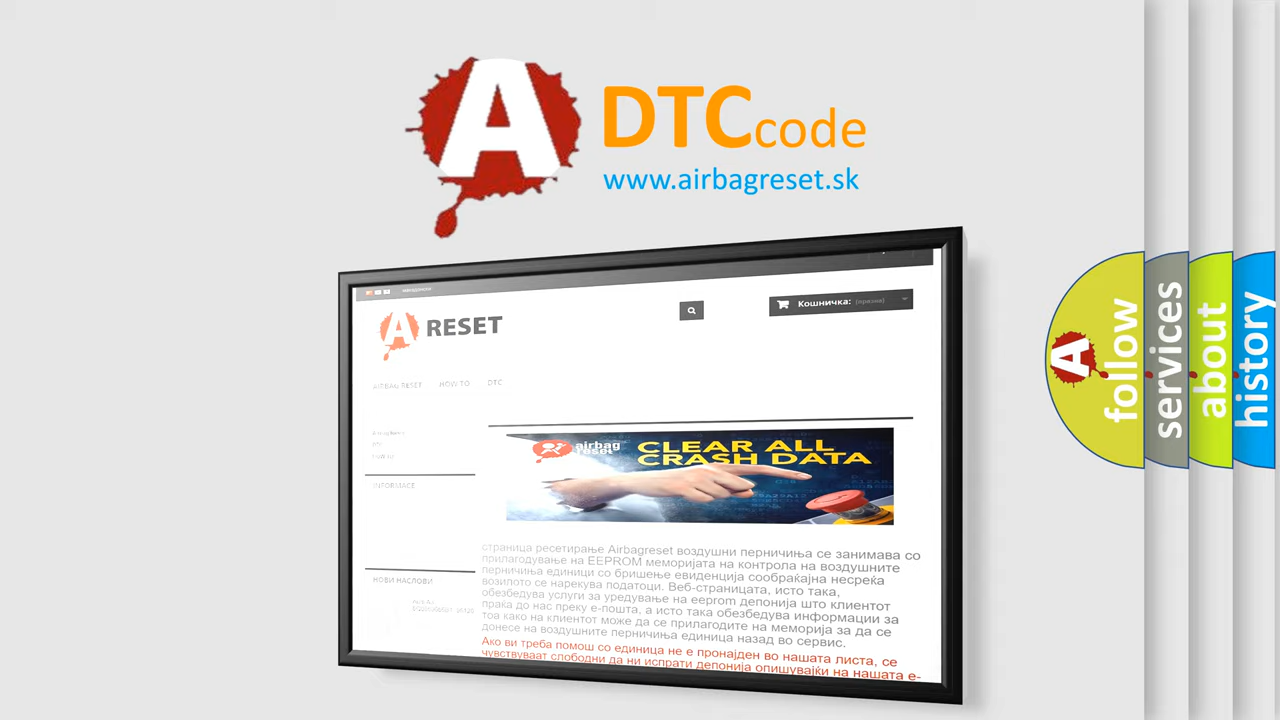 A DTC code
www.airbagreset.sk
A RESET
Кошничка: (празни)
AIRBAG RESET HOW TO DTC
airbag
reset
CLEAR ALL
CRASH DATA
INFORMACE
страница ресетирање Airbagreset воздушни перничиња се занимава со
прилагодување на EEPROM меморијата на контрола на воздушните
перничиња единици со бришење евиденција сообраќајна несреќа
возилото се нарекува податоци. Веб-страницата, исто така,
обезбедува услуги за уредување на eeprom депонија што клиентот
праќа до нас преку е-пошта, а исто така обезбедува информации за
тоа како на клиентот може да се прилагодите на меморија за да се
донесе на воздушните перничиња единица назад во сервис.
Ако ви треба помош со единица не е пронајден во нашата листа, се
чувствуваат слободни да ни испрати депонија опишувајќи на нашата е-
НОВИ НАСЛОВИ
A
follow
services
about
history